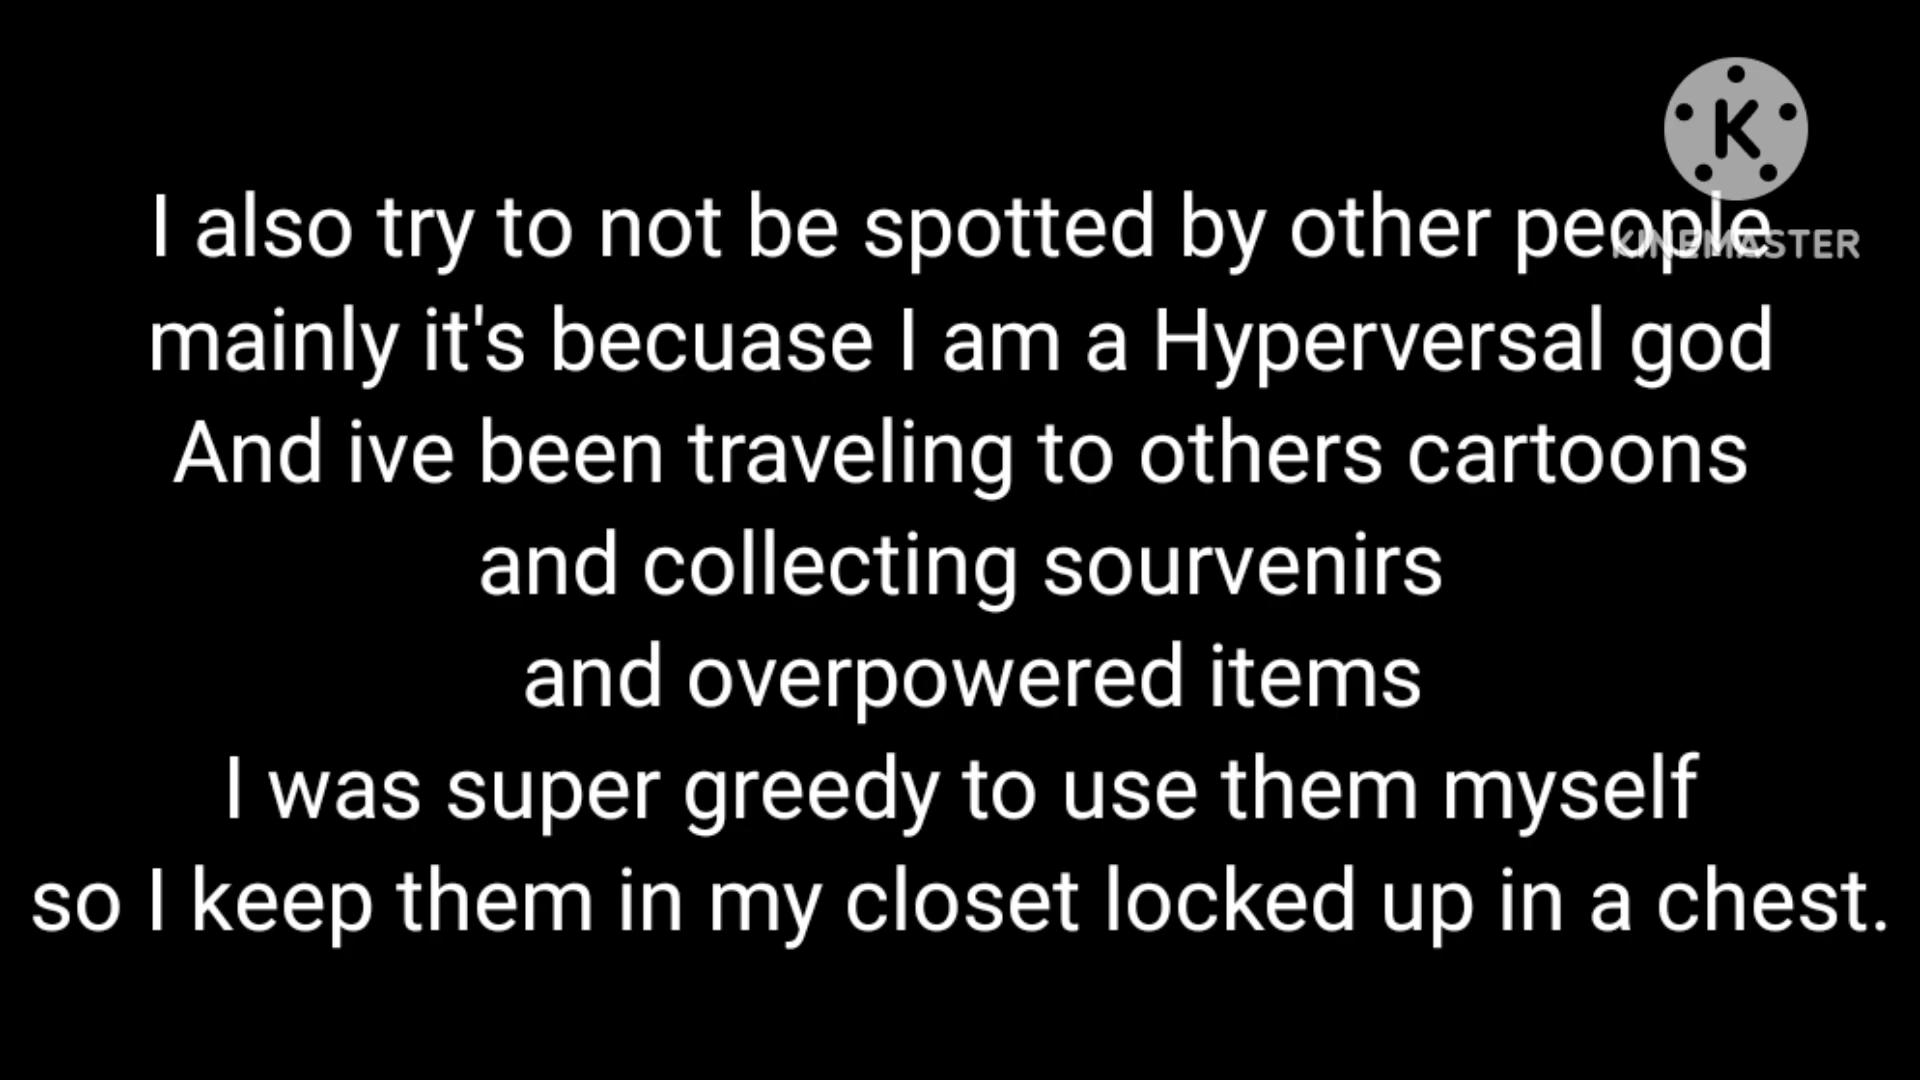 K
KINEMASTER
I also try to not be spotted by other people
mainly it's becuase I am a Hyperversal god
And ive been traveling to others cartoons
and collecting sourvenirs
and overpowered items
I was super greedy to use them myself
so I keep them in my closet locked up in a chest.